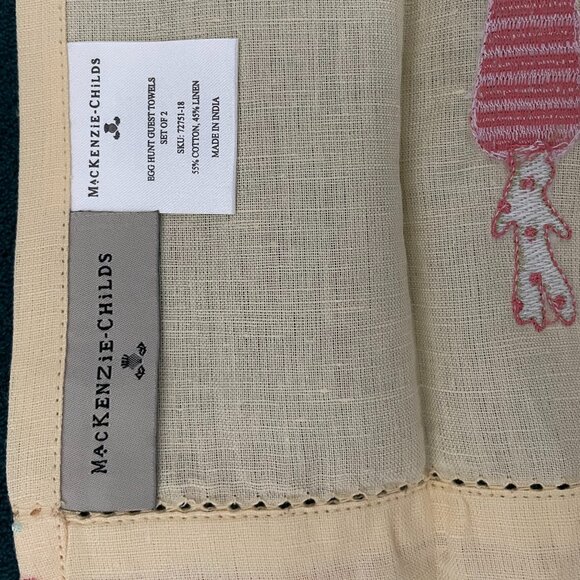 MACKENZIE-CHILDS
EGG HUNT GUEST TOWELS
SET OF 2
SKU: 72751-18
55% COTTON, 45% LINEN
MADE IN INDIA
MACKENZIE-CHILDS